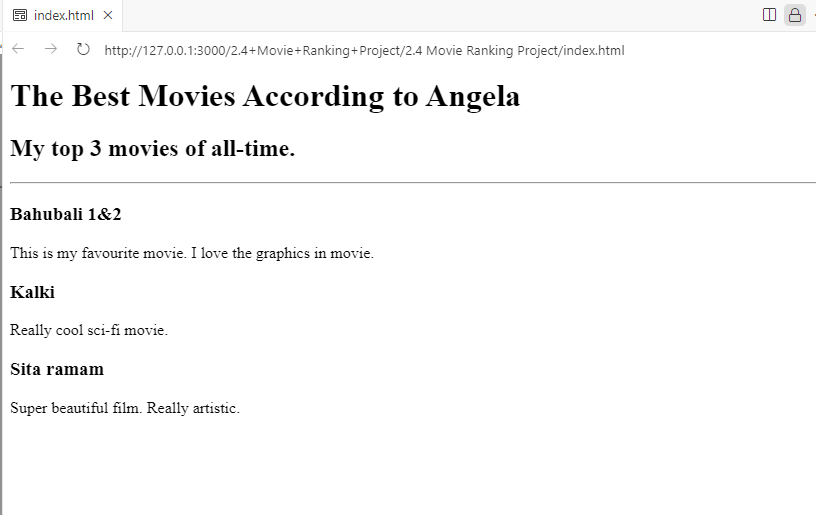 index.html
http://127.0.0.1:3000/2.4+Movie+Ranking+Project/2.4 Movie Ranking Project/index.html
The Best Movies According to Angela
My top 3 movies of all-time.
Bahubali 1&2
This is my favourite movie. I love the graphics in movie.
Kalki
Really cool sci-fi movie.
Sita ramam
Super beautiful film. Really artistic.